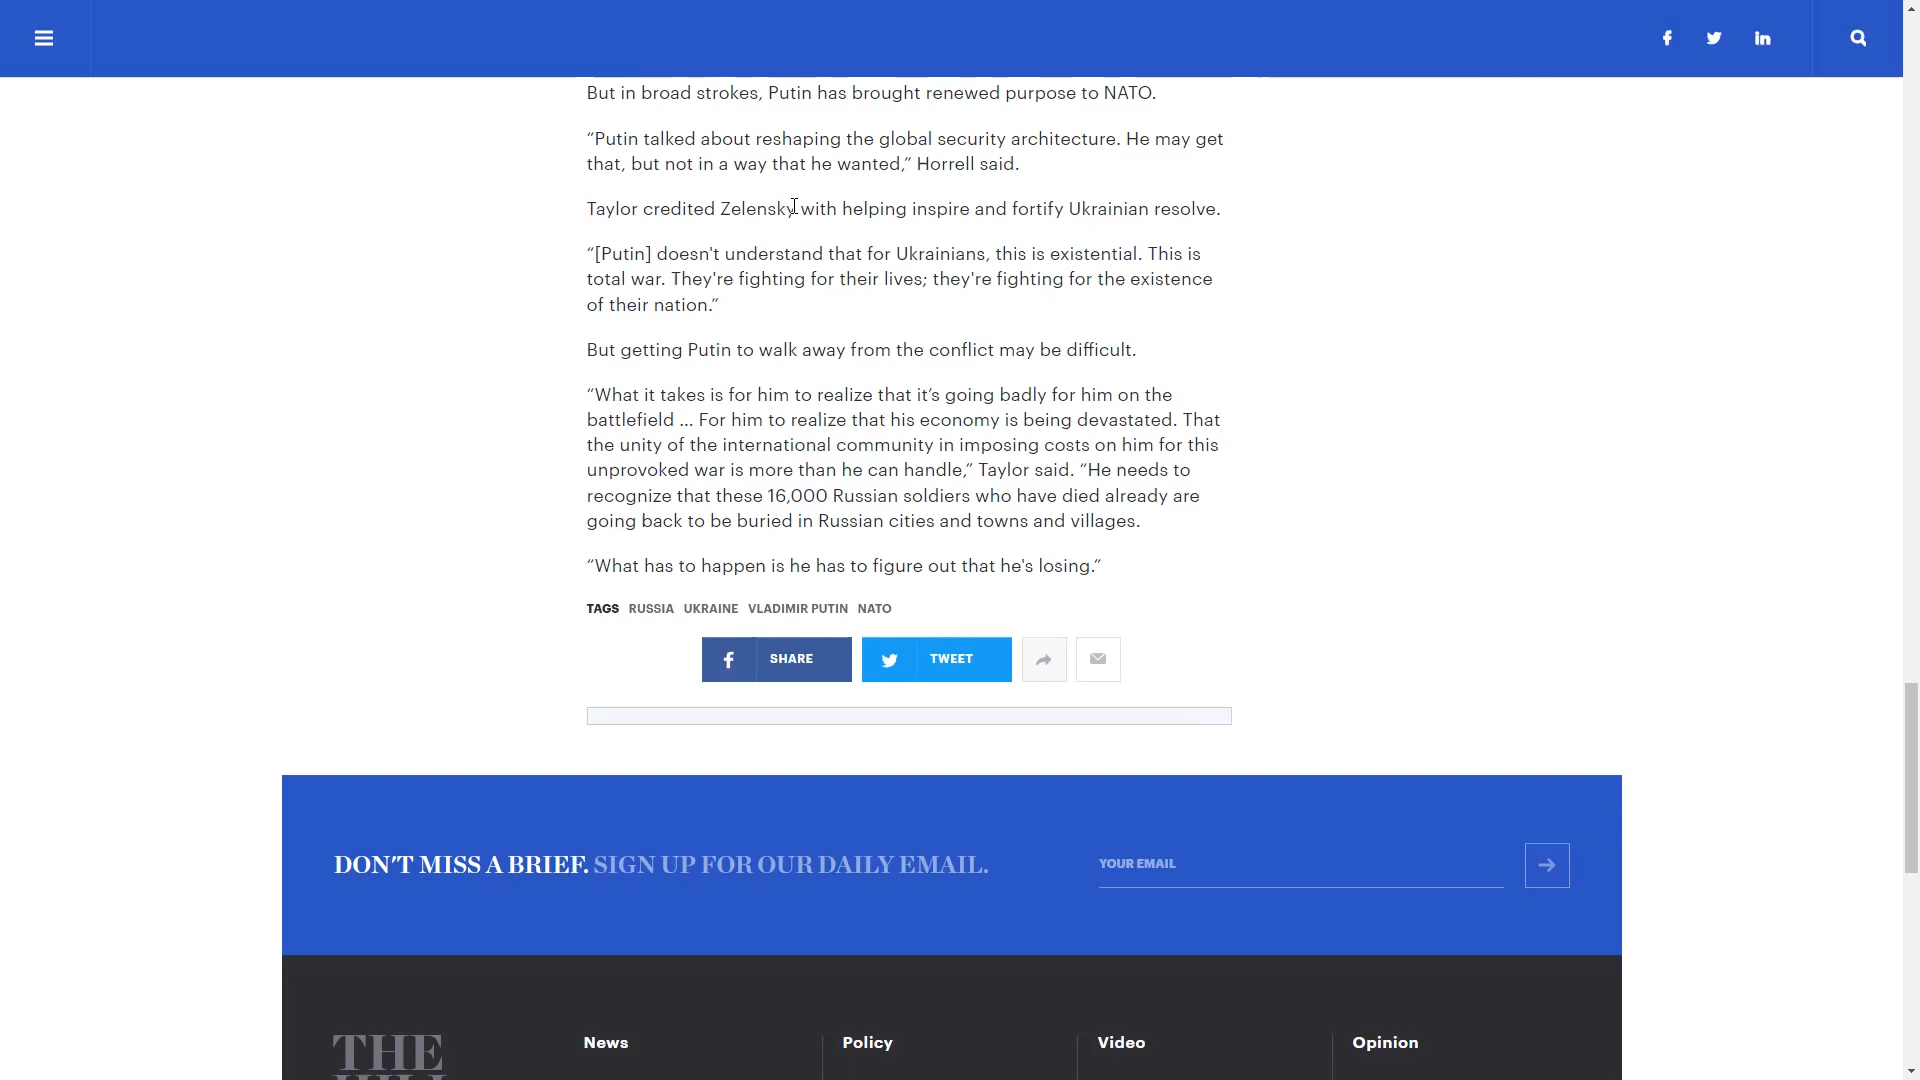 But in broad strokes, Putin has brought renewed purpose to NATO.
“Putin talked about reshaping the global security architecture. He may get
that, but not in a way that he wanted,” Horrell said.
Taylor credited Zelensky with helping inspire and fortify Ukrainian resolve.
“[Putin] doesn't understand that for Ukrainians, this is existential. This is
total war. They're fighting for their lives; they're fighting for the existence
of their nation.”
But getting Putin to walk away from the conflict may be difficult.
“What it takes is for him to realize that it’s going badly for him on the
battlefield ... For him to realize that his economy is being devastated. That
the unity of the international community in imposing costs on him for this
unprovoked war is more than he can handle,” Taylor said. “He needs to
recognize that these 16,000 Russian soldiers who have died already are
going back to be buried in Russian cities and towns and villages.
“What has to happen is he has to figure out that he's losing.”
TAGS RUSSIA UKRAINE VLADIMIR PUTIN NATO
SHARE TWEET
DON'T MISS A BRIEF. SIGN UP FOR OUR DAILY EMAIL. YOUR EMAIL
THE News Policy Video Opinion
HILL